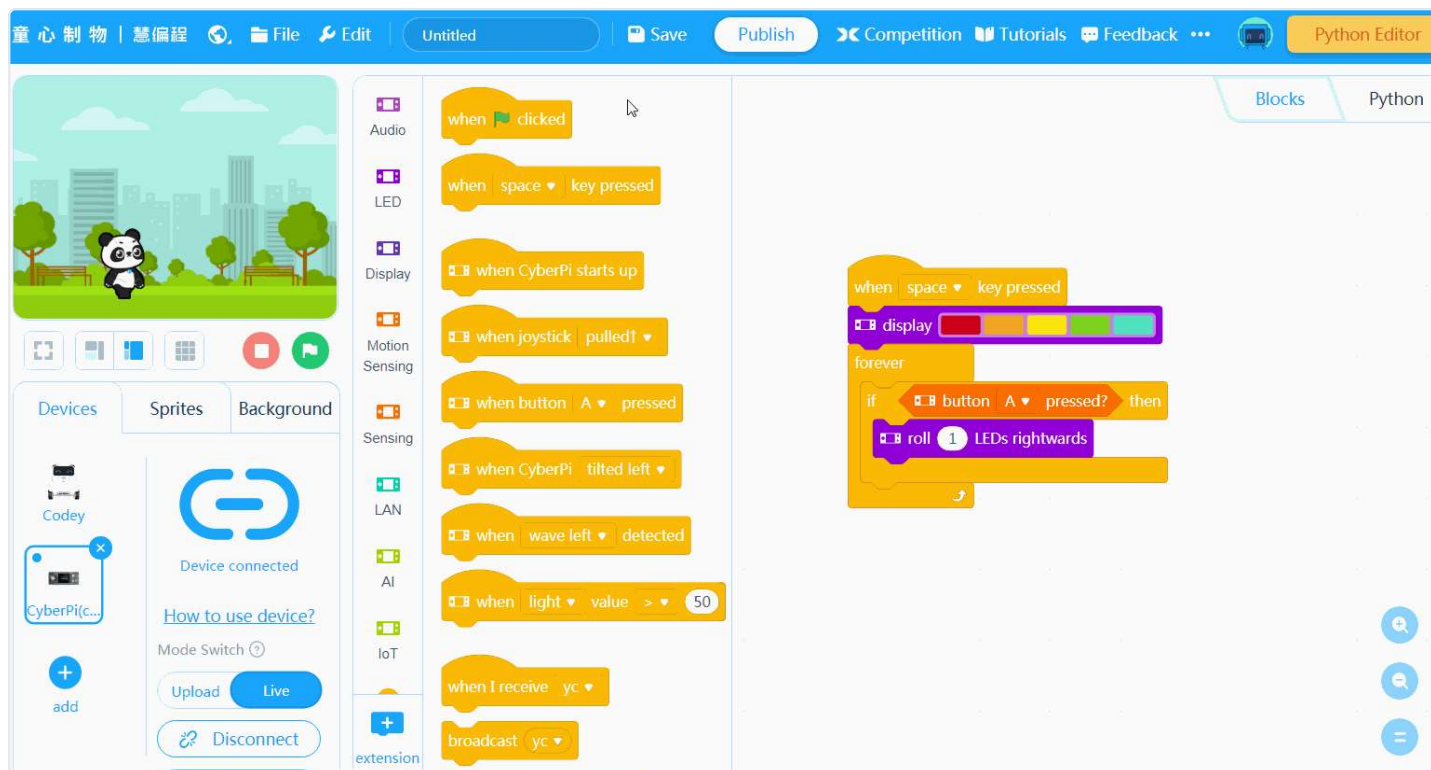 童心制物 | 慧偏程 File Edit Untitled Save Publish Competition Tutorials Feedback ••• Python Editor
Blocks Python
Audio
LED
Display
Motion
Sensing
Sensing
LAN
AI
IoT
extension
when clicked
when space key pressed
when CyberPi starts up
when joystick pulled↑
when button A pressed
when CyberPi tilted left
when wave left detected
when light value > 50
when I receive yc
broadcast yc
when space key pressed
display
forever
if button A pressed? then
roll 1 LEDs rightwards
Devices Sprites Background
Codey
CyberPi(c...
add
Device connected
How to use device?
Mode Switch ?
Upload Live
Disconnect